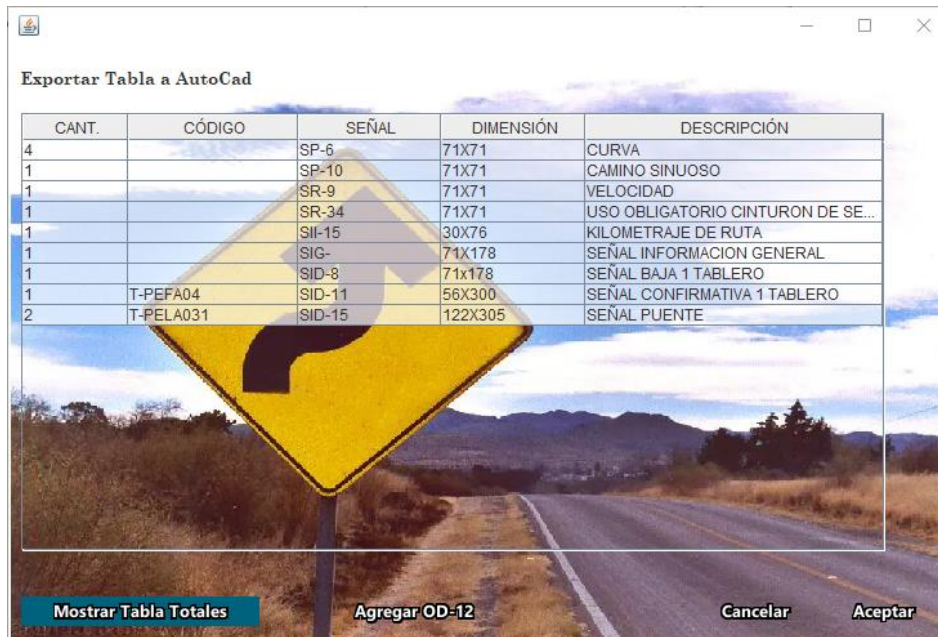 Exportar Tabla a AutoCad
CANT. CÓDIGO SEÑAL DIMENSIÓN DESCRIPCIÓN
4 SP-6 71X71 CURVA
1 SP-10 71X71 CAMINO SINUOSO
1 SR-9 71X71 VELOCIDAD
1 SR-34 71X71 USO OBLIGATORIO CINTURON DE SE...
1 SII-15 30X76 KILOMETRAJE DE RUTA
1 SIG- 71X178 SEÑAL INFORMACION GENERAL
1 SID-8 71x178 SEÑAL BAJA 1 TABLERO
1 T-PEFA04 SID-11 56X300 SEÑAL CONFIRMATIVA 1 TABLERO
2 T-PELA031 SID-15 122X305 SEÑAL PUENTE
Mostrar Tabla Totales Agregar OD-12 Cancelar Aceptar